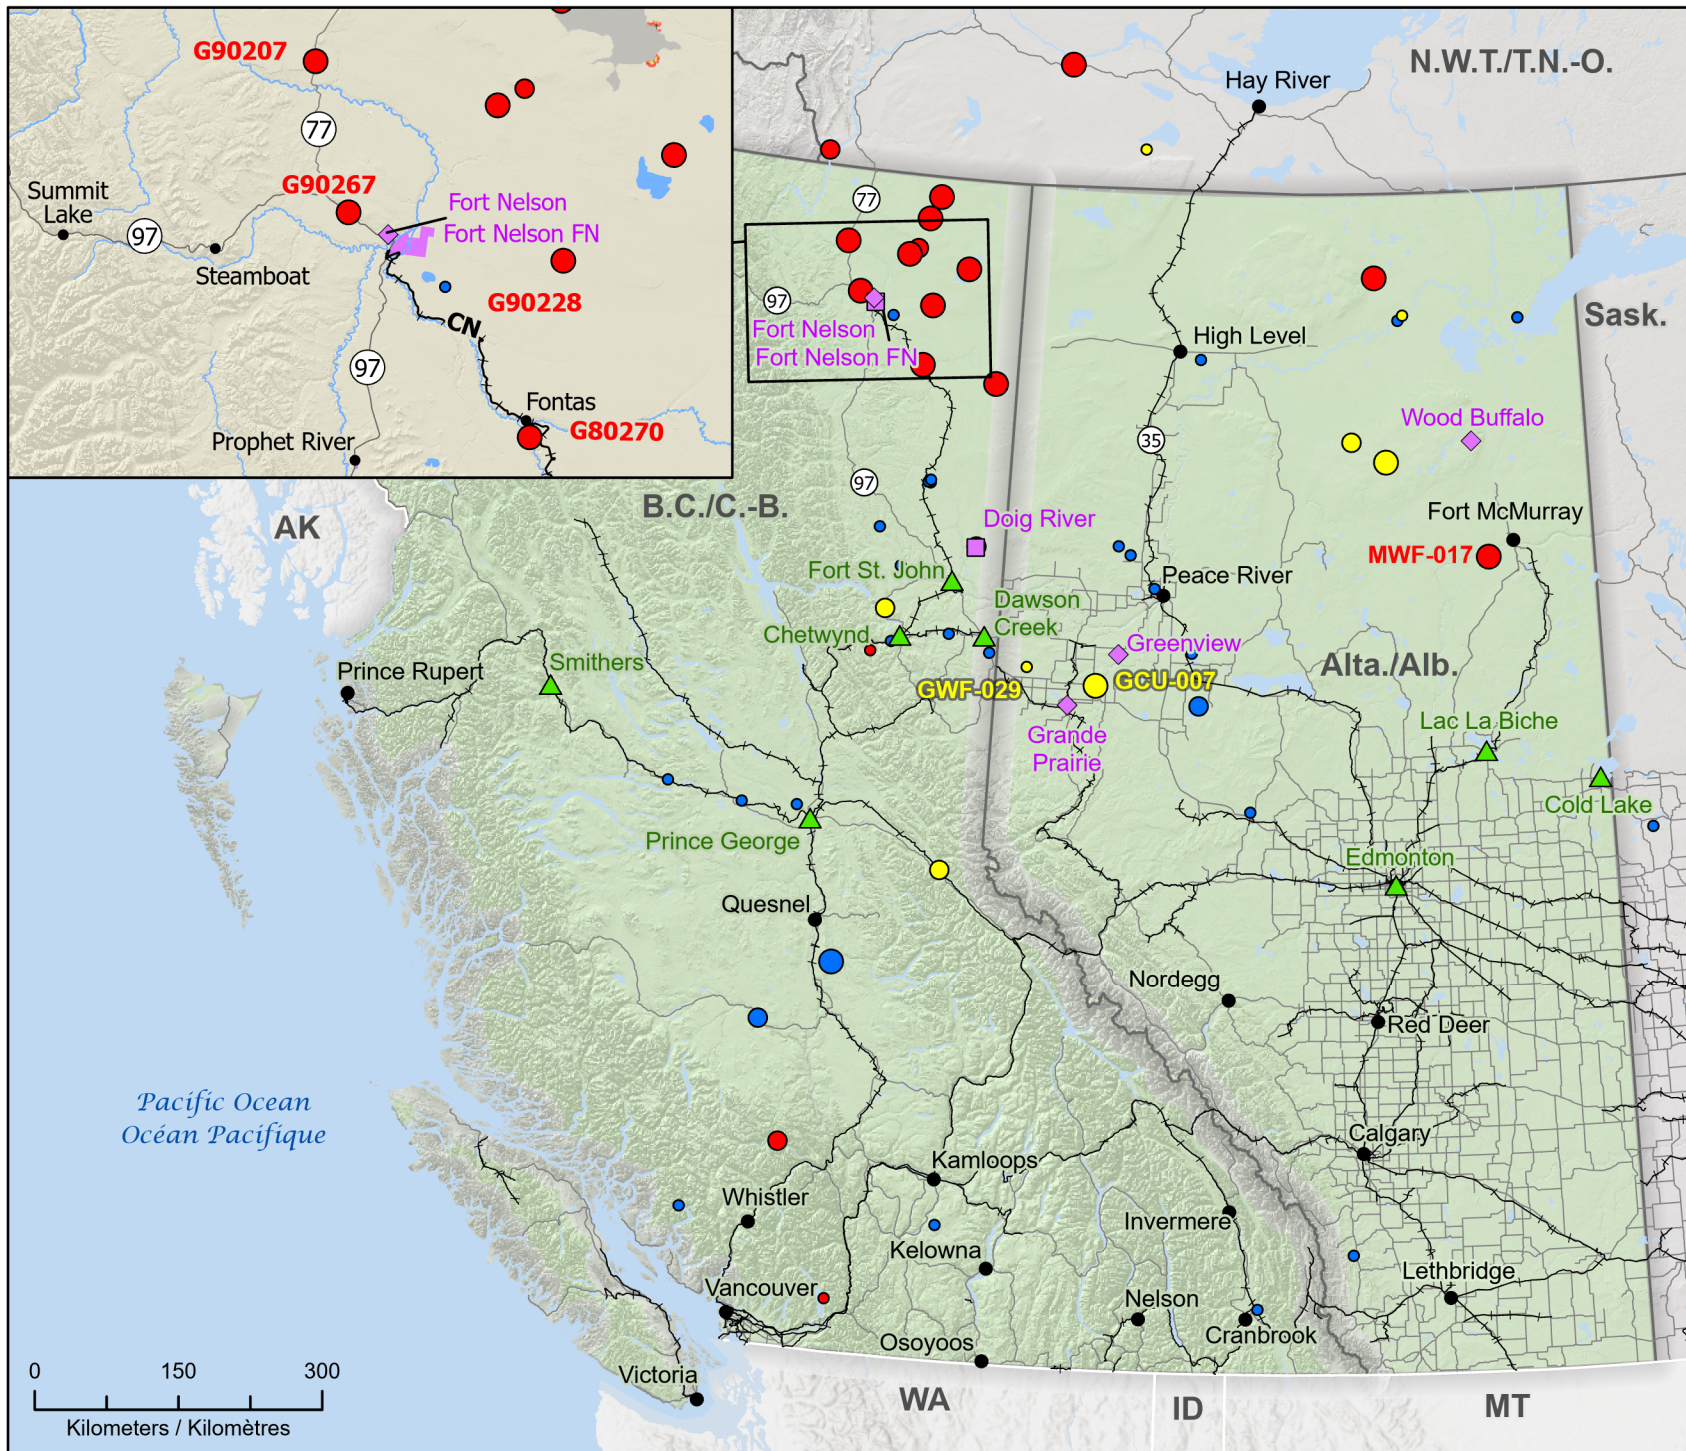 G90207
77
G90267
Summit
Lake
97
Steamboat
Fort Nelson
Fort Nelson FN
G90228
CN
97
Fontas
G80270
Prophet River
N.W.T./T.N.-O.
Hay River
77
97
Fort Nelson
Fort Nelson FN
Sask.
High Level
Wood Buffalo
35
97
B.C./C.-B.
AK
Doig River
Fort McMurray
MWF-017
Fort St. John
Peace River
Dawson
Creek
Chetwynd
Greenview
Smithers
Prince Rupert
GWF-029
GCU-007
Alta./Alb.
Lac La Biche
Grande
Prairie
Cold Lake
Prince George
Edmonton
Quesnel
Nordegg
Red Deer
Pacific Ocean
Océan Pacifique
Calgary
Kamloops
Whistler
Invermere
Kelowna
Lethbridge
Vancouver
Nelson
Cranbrook
Osoyoos
Victoria
0 150 300
Kilometers / Kilomètres
WA
ID
MT